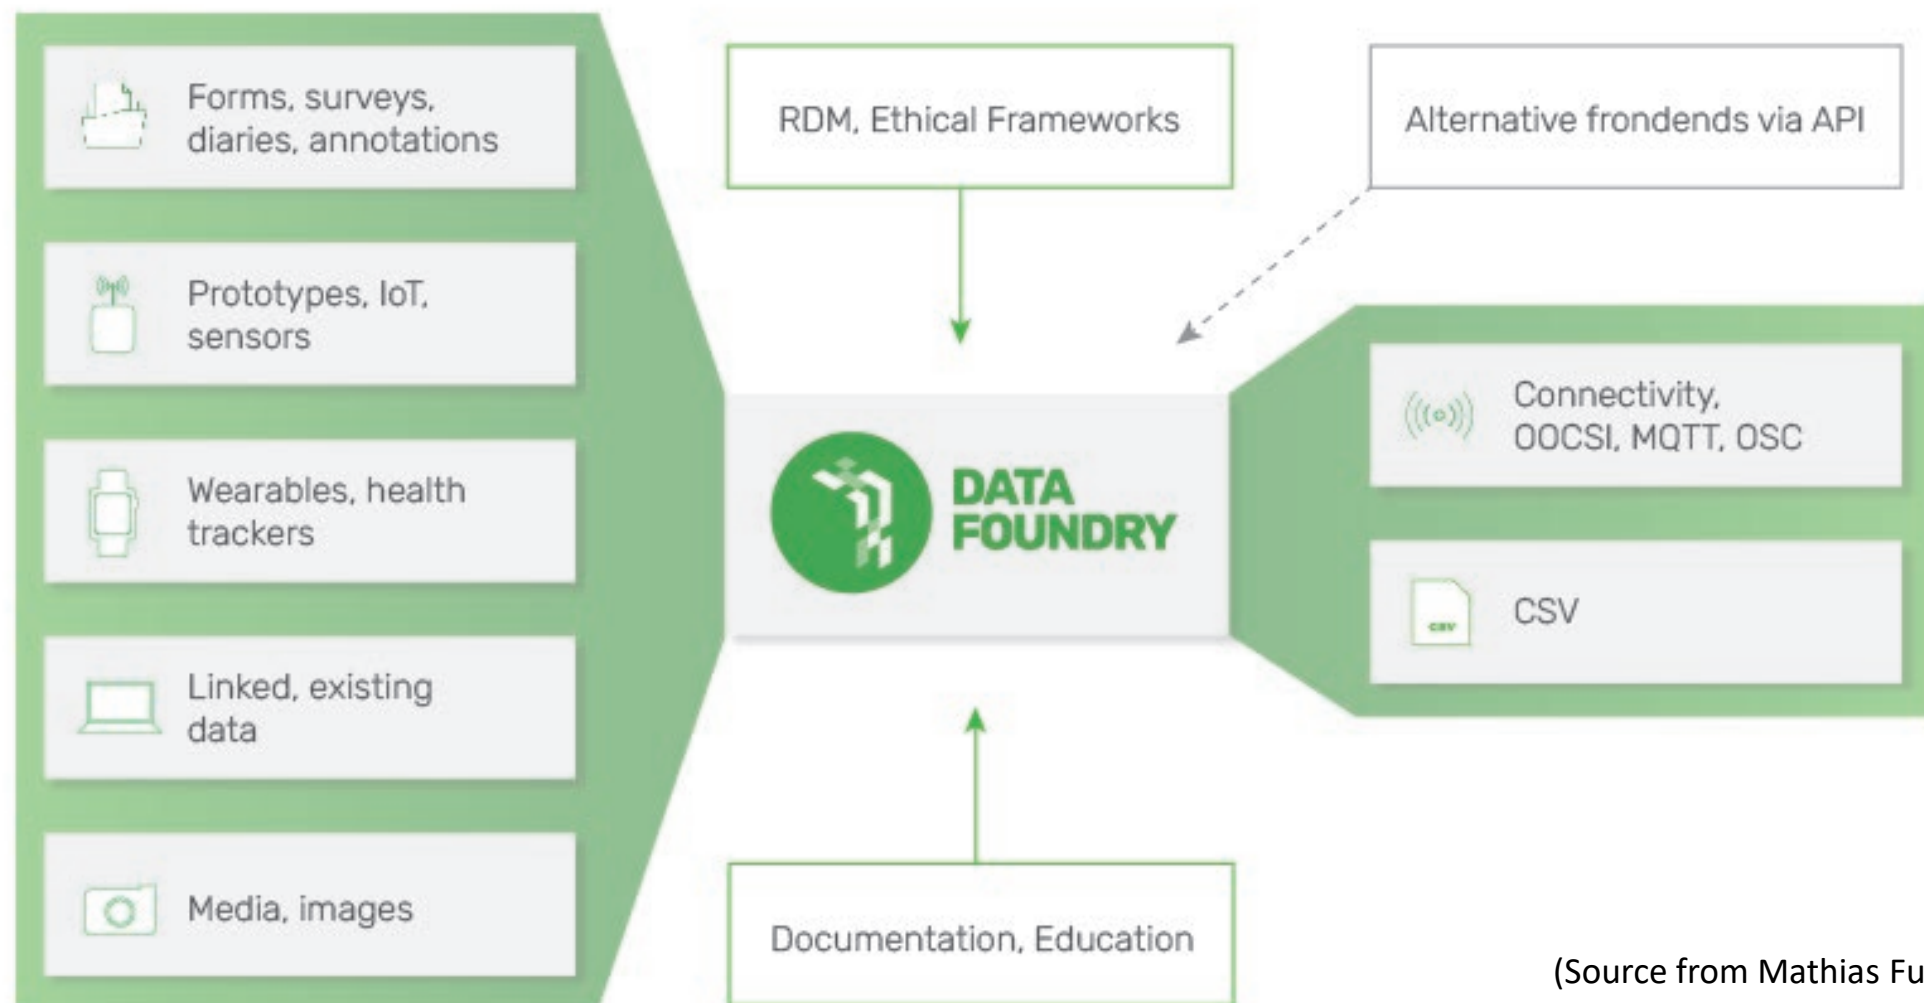 Forms, surveys,
diaries, annotations
Prototypes, IoT,
sensors
Wearables, health
trackers
Linked, existing
data
Media, images
RDM, Ethical Frameworks
DATA
FOUNDRY
Documentation, Education
Alternative frondends via API
Connectivity,
OOCSI, MQTT, OSC
CSV
CSV
(Source from Mathias Fu